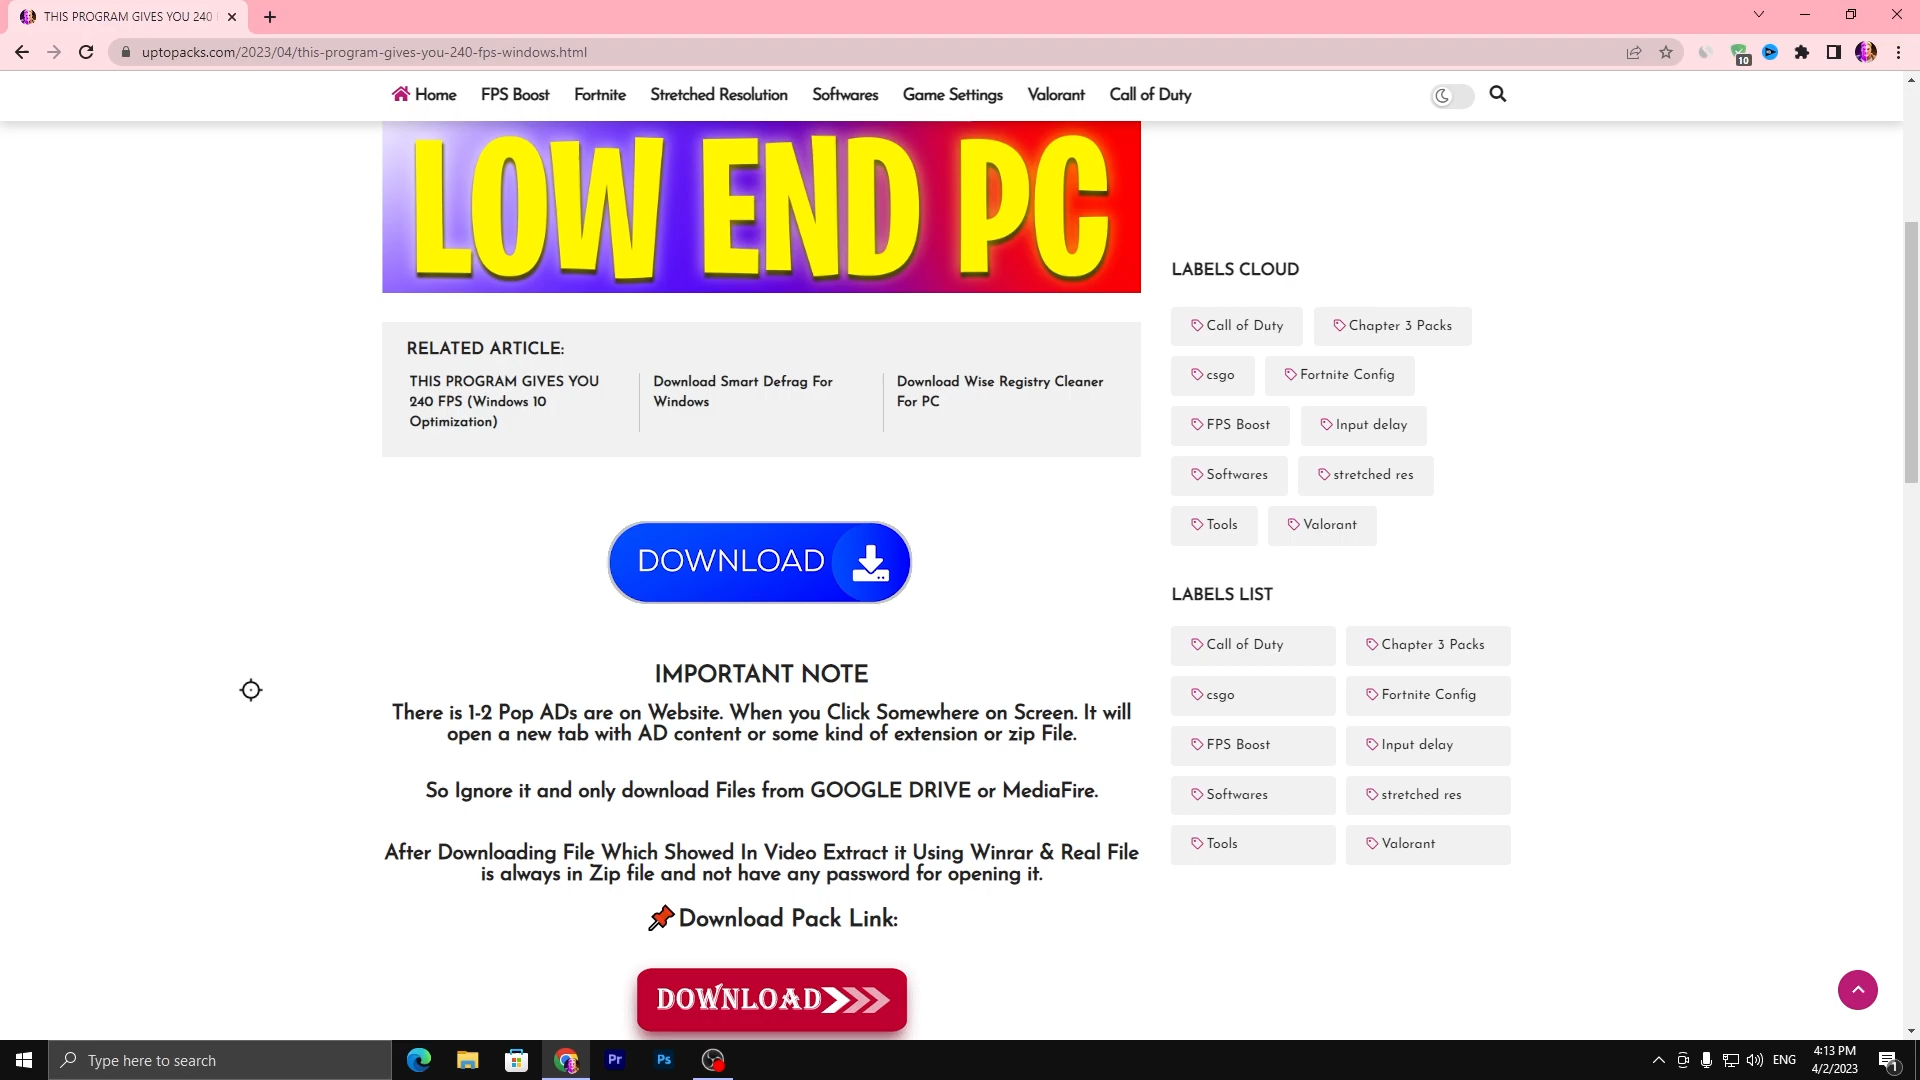 THIS PROGRAM GIVES YOU 240
uptopacks.com/2023/04/this-program-gives-you-240-fps-windows.html
10
Home FPS Boost Fortnite Stretched Resolution Softwares Game Settings Valorant Call of Duty
LOW END PC
RELATED ARTICLE:
THIS PROGRAM GIVES YOU
240 FPS (Windows 10
Optimization)
Download Smart Defrag For
Windows
Download Wise Registry Cleaner
For PC
DOWNLOAD
IMPORTANT NOTE
There is 1-2 Pop ADs are on Website. When you Click Somewhere on Screen. It will
open a new tab with AD content or some kind of extension or zip File.
So Ignore it and only download Files from GOOGLE DRIVE or MediaFire.
After Downloading File Which Showed In Video Extract it Using Winrar & Real File
is always in Zip file and not have any password for opening it.
Download Pack Link:
DOWNLOAD
LABELS CLOUD
Call of Duty Chapter 3 Packs
csgo Fortnite Config
FPS Boost Input delay
Softwares stretched res
Tools Valorant
LABELS LIST
Call of Duty Chapter 3 Packs
csgo Fortnite Config
FPS Boost Input delay
Softwares stretched res
Tools Valorant
Type here to search
Pr
Ps
ENG
4:13 PM
4/2/2023
1